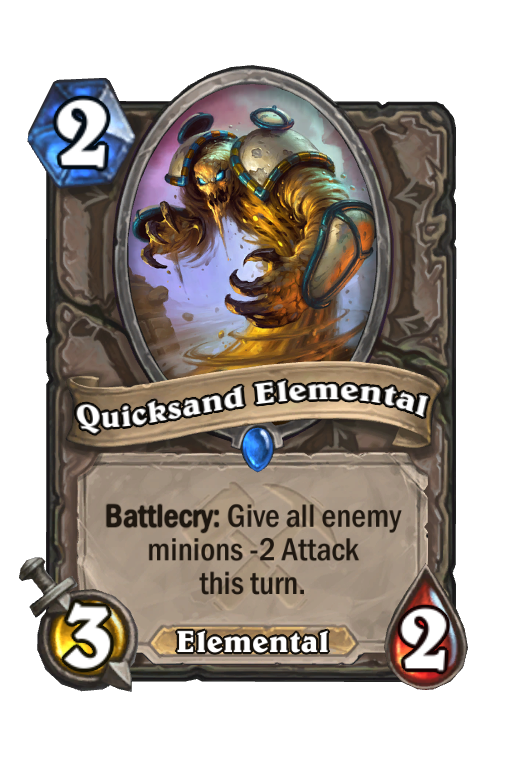 2
Quicksand Elemental
Battlecry: Give all enemy
minions -2 Attack
this turn.
3
Elemental
2